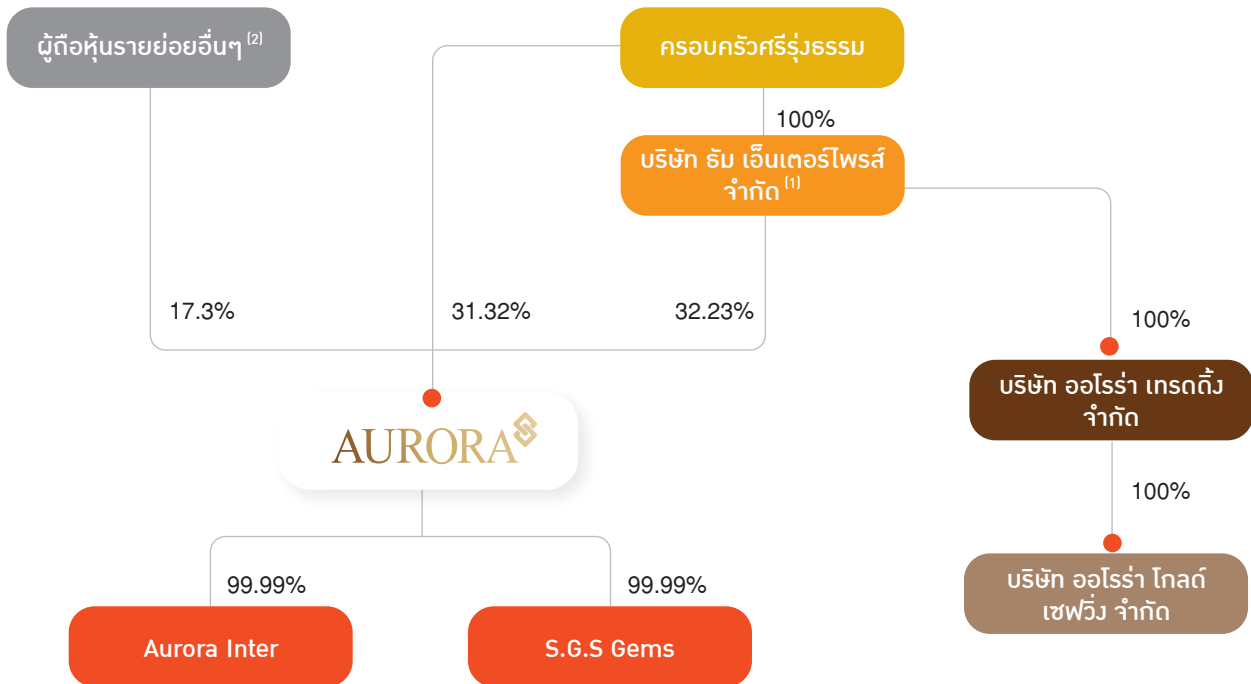 ผู้ถือหุ้นรายย่อยอื่นๆ (2)
ครอบครัวศรีรุ่งธรรม
100%
บริษัท ธัม เอ็นเตอร์ไพรส์
จำกัด (1)
17.3%
31.32%
32.23%
100%
บริษัท ออโรร่า เทรดดิ้ง
จำกัด
AURORA
100%
บริษัท ออโรร่า โกลด์
เซฟวิ่ง จำกัด
99.99%
99.99%
Aurora Inter
S.G.S Gems